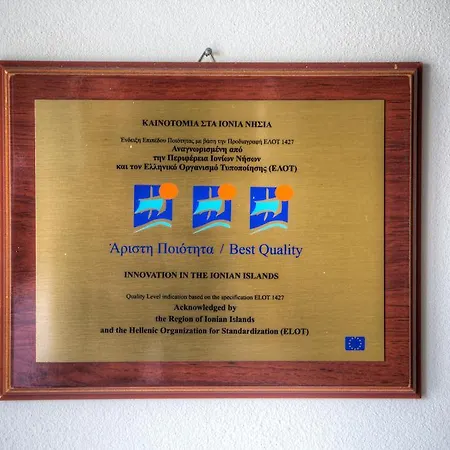 ΚΑΙΝΟΤΟΜΙΑ ΣΤΑ ΙΟΝΙΑ ΝΗΣΙΑ
Ένδειξη Επιπέδου Ποιότητας με βάση την Προδιαγραφή ΕΛΟΤ 1427
Αναγνωρισμένη από
την Περιφέρεια Ιονίων Νήσων
και τον Ελληνικό Οργανισμό Τυποποίησης (ΕΛΟΤ)
Άριστη Ποιότητα / Best Quality
INNOVATION IN THE IONIAN ISLANDS
Quality Level indication based on the specification ELOT 1427
Acknowledged by
the Region of Ionian Islands
and the Hellenic Organization for Standardization (ELOT)